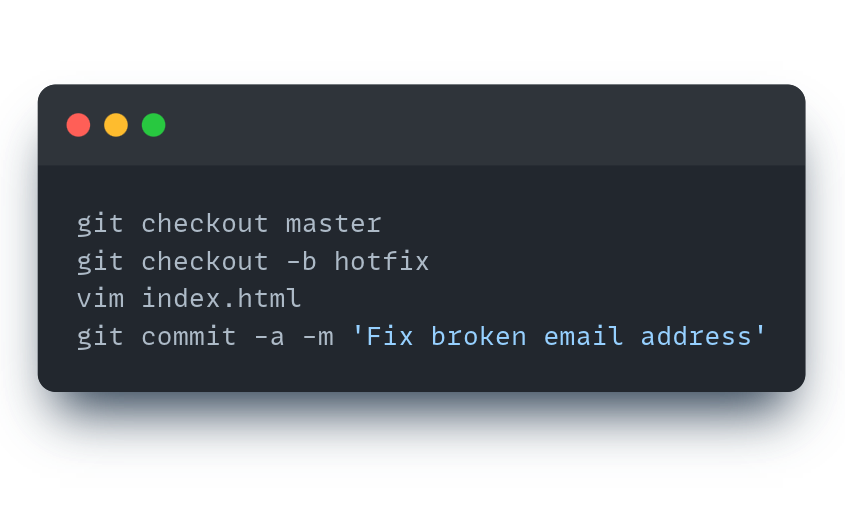 git checkout master
git checkout -b hotfix
vim index.html
git commit -a -m 'Fix broken email address'